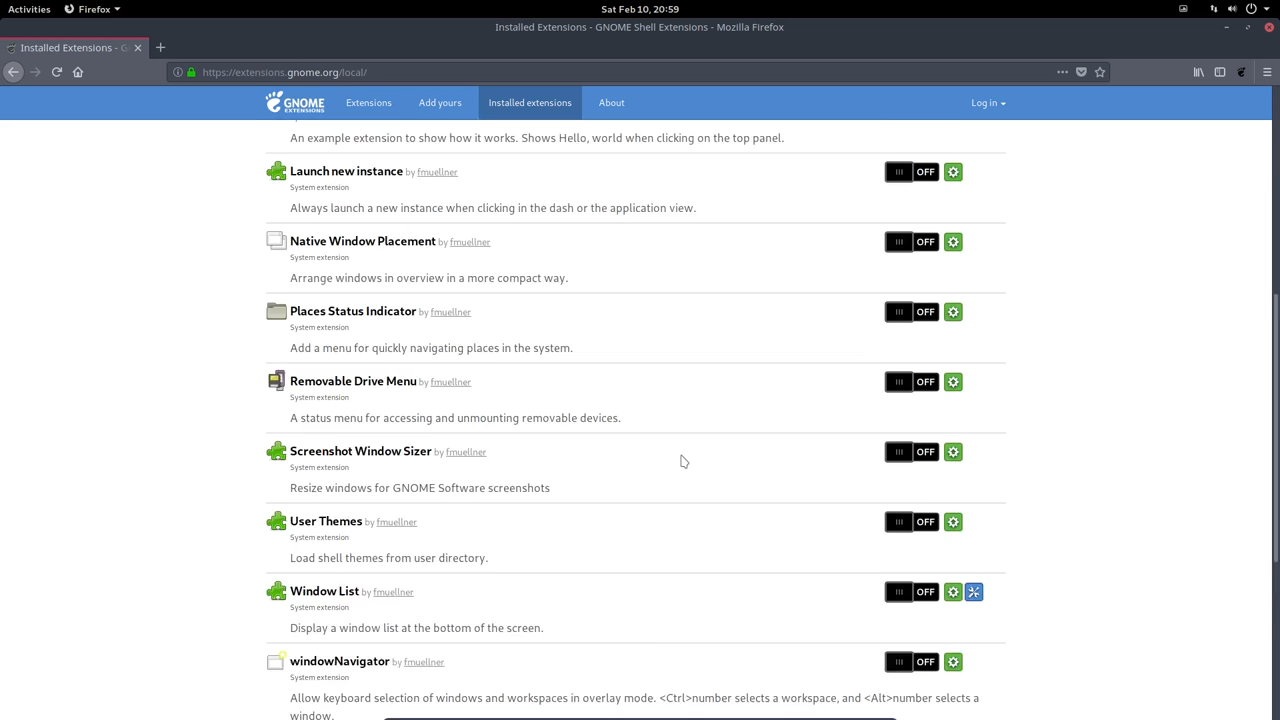 Activities Firefox Sat Feb 10, 20:59
Installed Extensions - GNOME Shell Extensions - Mozilla Firefox
Installed Extensions - G
https://extensions.gnome.org/local/
GNOME EXTENSIONS Extensions Add yours Installed extensions About Log in
An example extension to show how it works. Shows Hello, world when clicking on the top panel.
Launch new instance by fmuellner OFF
System extension
Always launch a new instance when clicking in the dash or the application view.
Native Window Placement by fmuellner OFF
System extension
Arrange windows in overview in a more compact way.
Places Status Indicator by fmuellner OFF
System extension
Add a menu for quickly navigating places in the system.
Removable Drive Menu by fmuellner OFF
System extension
A status menu for accessing and unmounting removable devices.
Screenshot Window Sizer by fmuellner OFF
System extension
Resize windows for GNOME Software screenshots
User Themes by fmuellner OFF
System extension
Load shell themes from user directory.
Window List by fmuellner OFF
System extension
Display a window list at the bottom of the screen.
windowNavigator by fmuellner OFF
System extension
Allow keyboard selection of windows and workspaces in overlay mode. <Ctrl>number selects a workspace, and <Alt>number selects a
window.